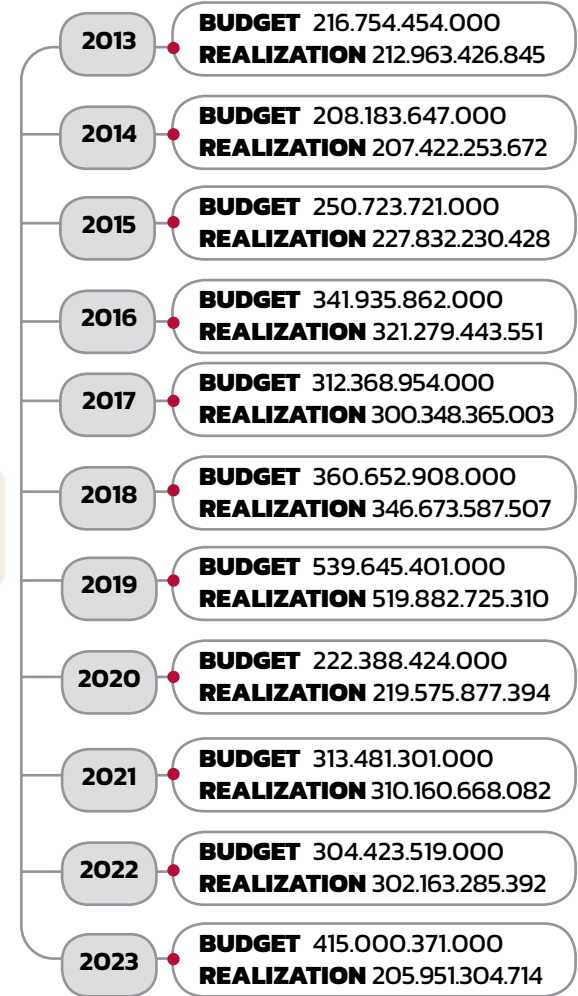 2013
BUDGET 216.754.454.000
REALIZATION 212.963.426.845
2014
BUDGET 208.183.647.000
REALIZATION 207.422.253.672
2015
BUDGET 250.723.721.000
REALIZATION 227.832.230.428
2016
BUDGET 341.935.862.000
REALIZATION 321.279.443.551
2017
BUDGET 312.368.954.000
REALIZATION 300.348.365.003
2018
BUDGET 360.652.908.000
REALIZATION 346.673.587.507
2019
BUDGET 539.645.401.000
REALIZATION 519.882.725.310
2020
BUDGET 222.388.424.000
REALIZATION 219.575.877.394
2021
BUDGET 313.481.301.000
REALIZATION 310.160.668.082
2022
BUDGET 304.423.519.000
REALIZATION 302.163.285.392
2023
BUDGET 415.000.371.000
REALIZATION 205.951.304.714